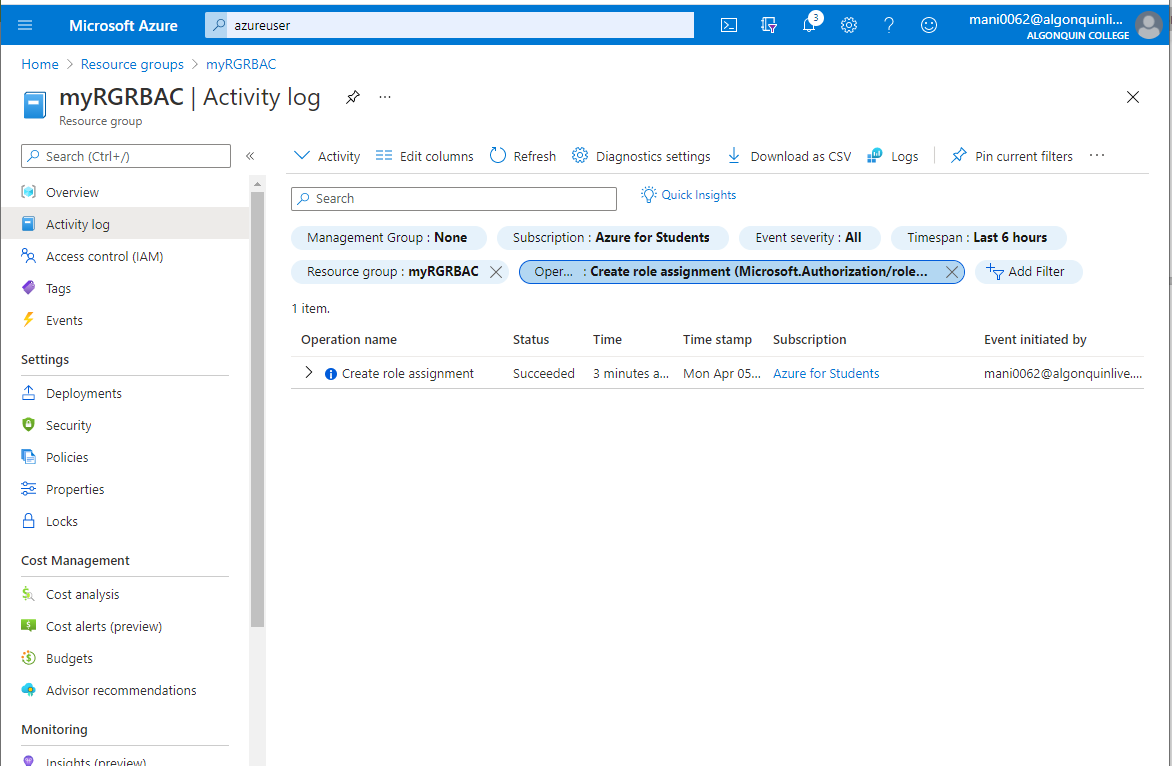 Microsoft Azure
azureuser
3
mani0062@algonquinli...
ALGONQUIN COLLEGE
Home > Resource groups > myRGRBAC
myRGRBAC | Activity log
...
Resource group
Search (Ctrl+/)
«
Overview
Activity log
Access control (IAM)
Tags
Events
Settings
Deployments
Security
Policies
Properties
Locks
Cost Management
Cost analysis
Cost alerts (preview)
Budgets
Advisor recommendations
Monitoring
Insights (preview)
Activity Edit columns Refresh Diagnostics settings Download as CSV Logs Pin current filters ...
Search
Quick Insights
Management Group : None Subscription : Azure for Students Event severity : All Timespan : Last 6 hours
Resource group : myRGRBAC Oper... : Create role assignment (Microsoft.Authorization/role... Add Filter
1 item.
Operation name Status Time Time stamp Subscription Event initiated by
Create role assignment Succeeded 3 minutes a... Mon Apr 05... Azure for Students mani0062@algonquinlive....